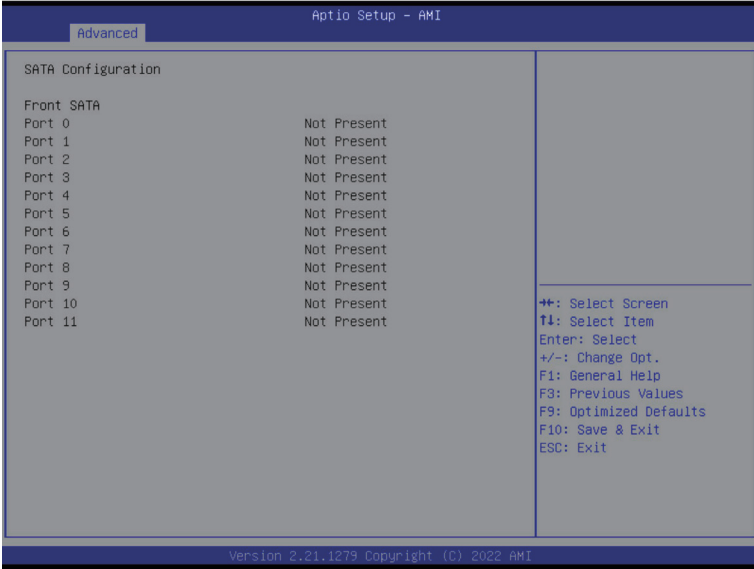 Aptio Setup – AMI
Advanced
SATA Configuration
Front SATA
Port 0 Not Present
Port 1 Not Present
Port 2 Not Present
Port 3 Not Present
Port 4 Not Present
Port 5 Not Present
Port 6 Not Present
Port 7 Not Present
Port 8 Not Present
Port 9 Not Present
Port 10 Not Present
Port 11 Not Present
→←: Select Screen
↑↓: Select Item
Enter: Select
+/-: Change Opt.
F1: General Help
F3: Previous Values
F9: Optimized Defaults
F10: Save & Exit
ESC: Exit
Version 2.21.1279 Copyright (C) 2022 AMI